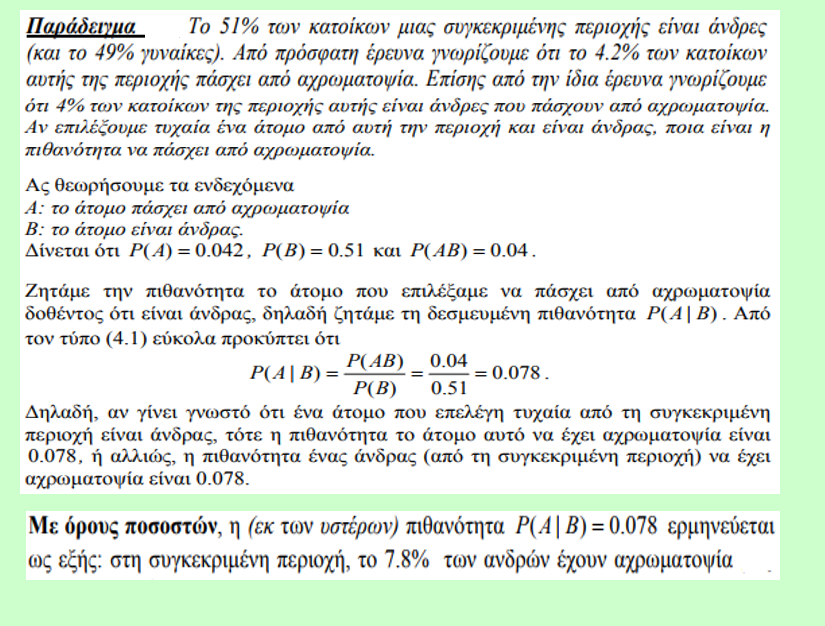 Παράδειγμα Το 51% των κατοίκων μιας συγκεκριμένης περιοχής είναι άνδρες
(και το 49% γυναίκες). Από πρόσφατη έρευνα γνωρίζουμε ότι το 4.2% των κατοίκων
αυτής της περιοχής πάσχει από αχρωματοψία. Επίσης από την ίδια έρευνα γνωρίζουμε
ότι 4% των κατοίκων της περιοχής αυτής είναι άνδρες που πάσχουν από αχρωματοψία.
Αν επιλέξουμε τυχαία ένα άτομο από αυτή την περιοχή και είναι άνδρας, ποια είναι η
πιθανότητα να πάσχει από αχρωματοψία.
Ας θεωρήσουμε τα ενδεχόμενα
Α: το άτομο πάσχει από αχρωματοψία
Β: το άτομο είναι άνδρας.
Δίνεται ότι P(A) = 0.042, P(B) = 0.51 και P(AB) = 0.04.
Ζητάμε την πιθανότητα το άτομο που επιλέξαμε να πάσχει από αχρωματοψία
δοθέντος ότι είναι άνδρας, δηλαδή ζητάμε τη δεσμευμένη πιθανότητα P(A | B). Από
τον τύπο (4.1) εύκολα προκύπτει ότι
P(A | B) = P(AB) / P(B) = 0.04 / 0.51 = 0.078.
Δηλαδή, αν γίνει γνωστό ότι ένα άτομο που επελέγη τυχαία από τη συγκεκριμένη
περιοχή είναι άνδρας, τότε η πιθανότητα το άτομο αυτό να έχει αχρωματοψία είναι
0.078, ή αλλιώς, η πιθανότητα ένας άνδρας (από τη συγκεκριμένη περιοχή) να έχει
αχρωματοψία είναι 0.078.
Με όρους ποσοστών, η (εκ των υστέρων) πιθανότητα P(A | B) = 0.078 ερμηνεύεται
ως εξής: στη συγκεκριμένη περιοχή, το 7.8% των ανδρών έχουν αχρωματοψία .